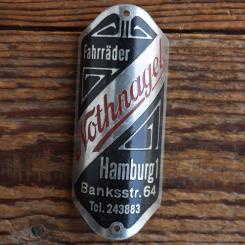 Fahrräder
Nothnagel
Hamburg 1
Banksstr. 64
Tel. 243883